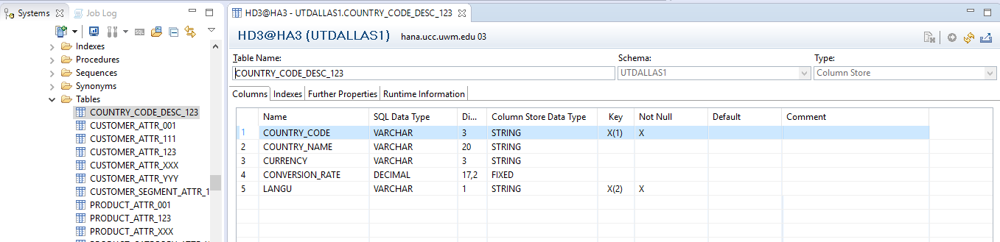 Systems
Job Log
SQL
Indexes
Procedures
Sequences
Synonyms
Tables
COUNTRY_CODE_DESC_123
CUSTOMER_ATTR_001
CUSTOMER_ATTR_111
CUSTOMER_ATTR_123
CUSTOMER_ATTR_XXX
CUSTOMER_ATTR_YYY
CUSTOMER_SEGMENT_ATTR_1
PRODUCT_ATTR_001
PRODUCT_ATTR_123
PRODUCT_ATTR_XXX
HD3@HA3 - UTDALLAS1.COUNTRY_CODE_DESC_123
HD3@HA3 (UTDALLAS1) hana.ucc.uwm.edu 03
Table Name: Schema: Type:
COUNTRY_CODE_DESC_123 UTDALLAS1 Column Store
Columns Indexes Further Properties Runtime Information
Name SQL Data Type Di... Column Store Data Type Key Not Null Default Comment
1 COUNTRY_CODE VARCHAR 3 STRING X(1) X
2 COUNTRY_NAME VARCHAR 20 STRING
3 CURRENCY VARCHAR 3 STRING
4 CONVERSION_RATE DECIMAL 17,2 FIXED
5 LANGU VARCHAR 1 STRING X(2) X